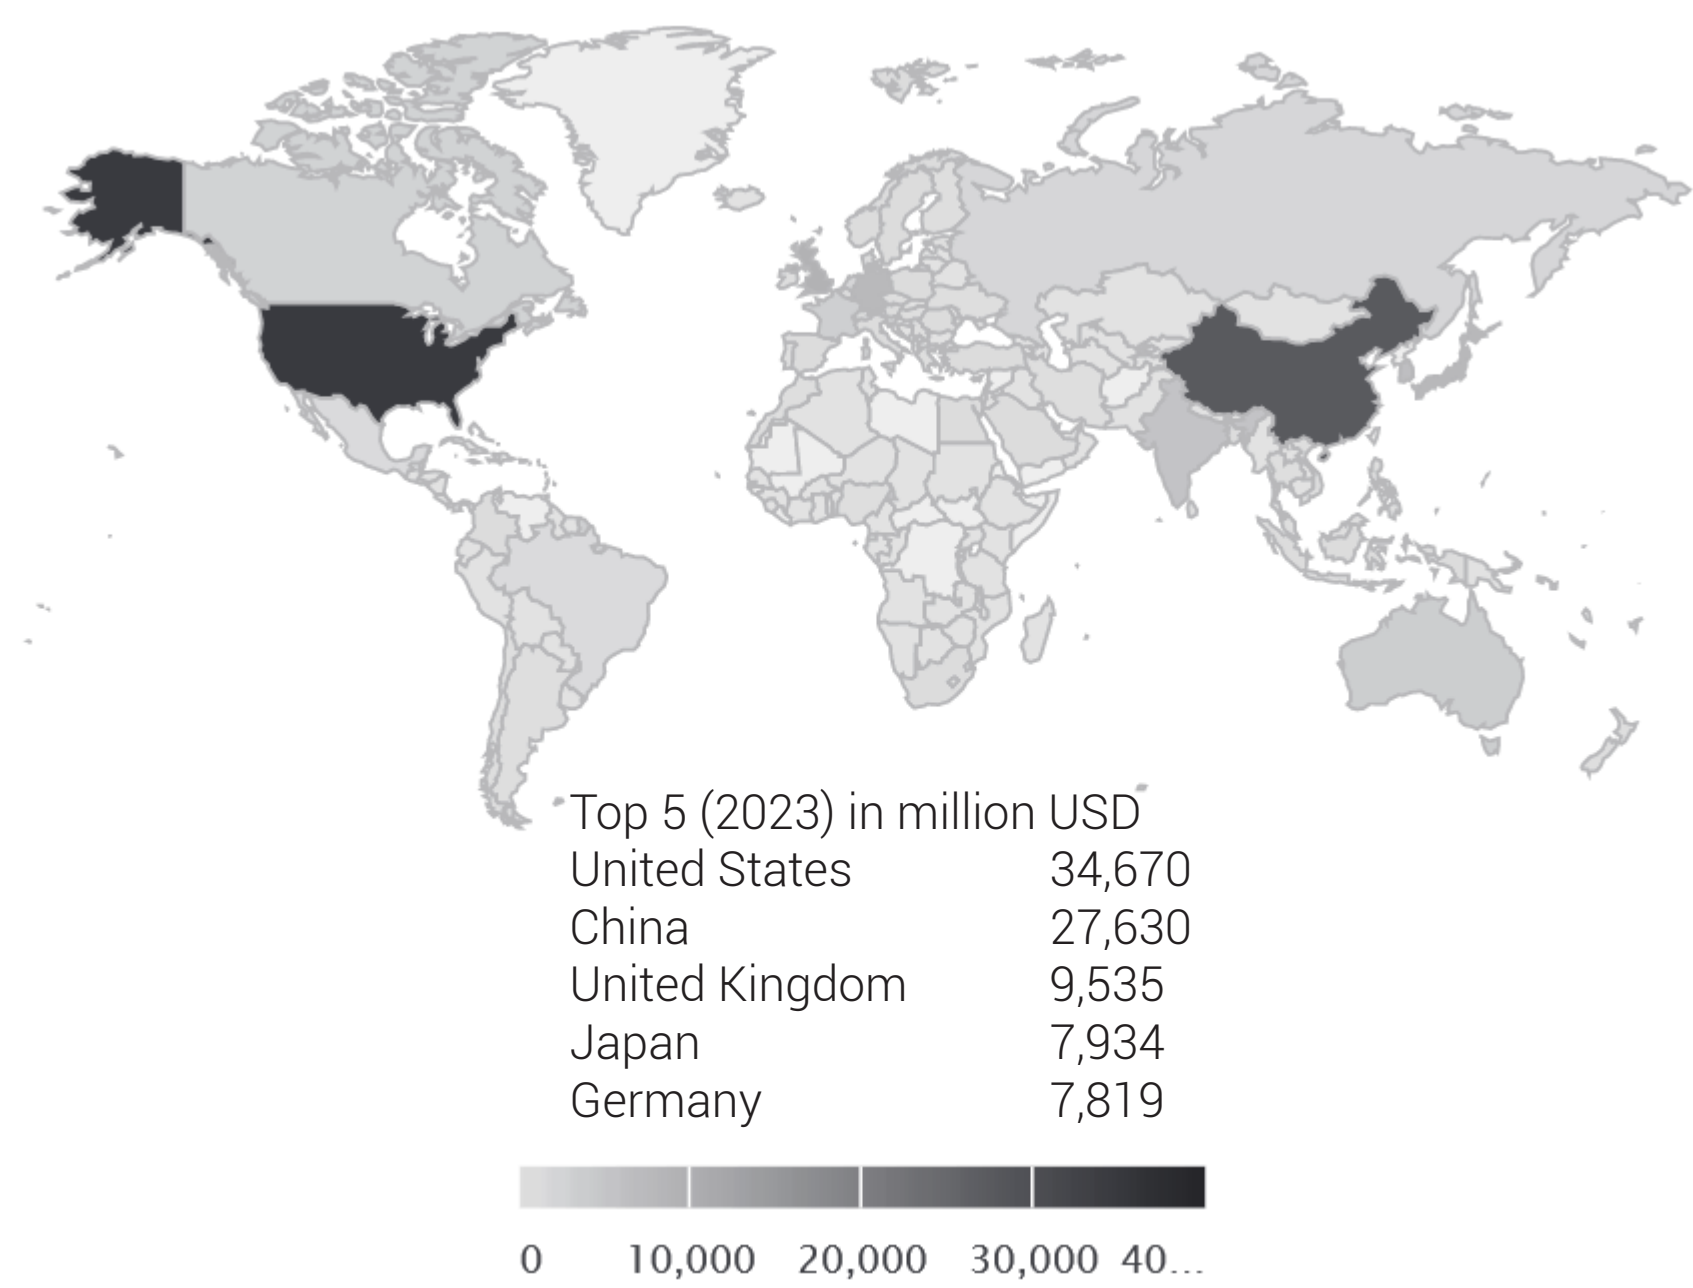 Top 5 (2023) in million USD
United States 34,670
China 27,630
United Kingdom 9,535
Japan 7,934
Germany 7,819
0 10,000 20,000 30,000 40...